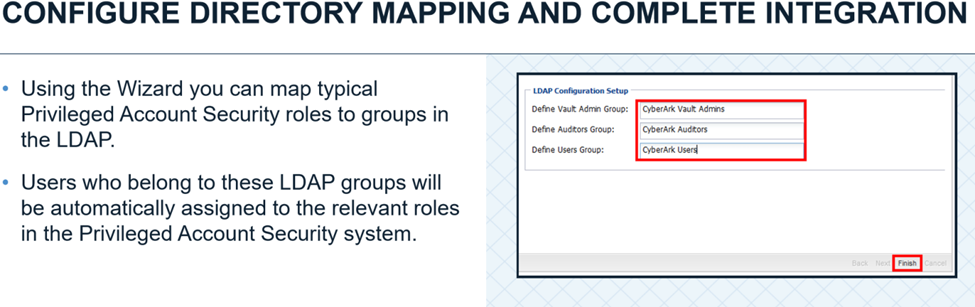 CONFIGURE DIRECTORY MAPPING AND COMPLETE INTEGRATION
• Using the Wizard you can map typical
Privileged Account Security roles to groups in
the LDAP.
• Users who belong to these LDAP groups will
be automatically assigned to the relevant roles
in the Privileged Account Security system.
LDAP Configuration Setup
Define Vault Admin Group: CyberArk Vault Admins
Define Auditors Group: CyberArk Auditors
Define Users Group: CyberArk Users
Back Next Finish Cancel